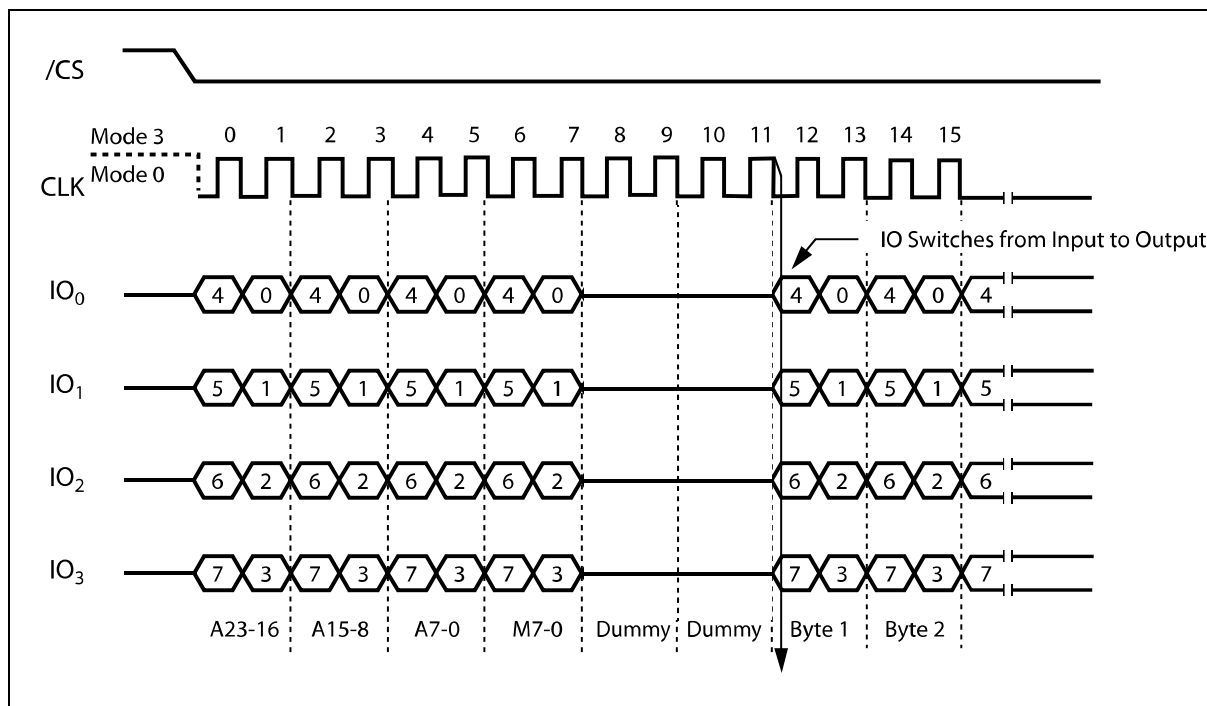 /CS
Mode 3
0 1 2 3 4 5 6 7 8 9 10 11 12 13 14 15
Mode 0
CLK
IO Switches from Input to Output
IO0 4 0 4 0 4 0 4 0 4 0 4 0 4
IO1 5 1 5 1 5 1 5 1 5 1 5 1 5
IO2 6 2 6 2 6 2 6 2 6 2 6 2 6
IO3 7 3 7 3 7 3 7 3 7 3 7 3 7
A23-16 A15-8 A7-0 M7-0 Dummy Dummy Byte 1 Byte 2